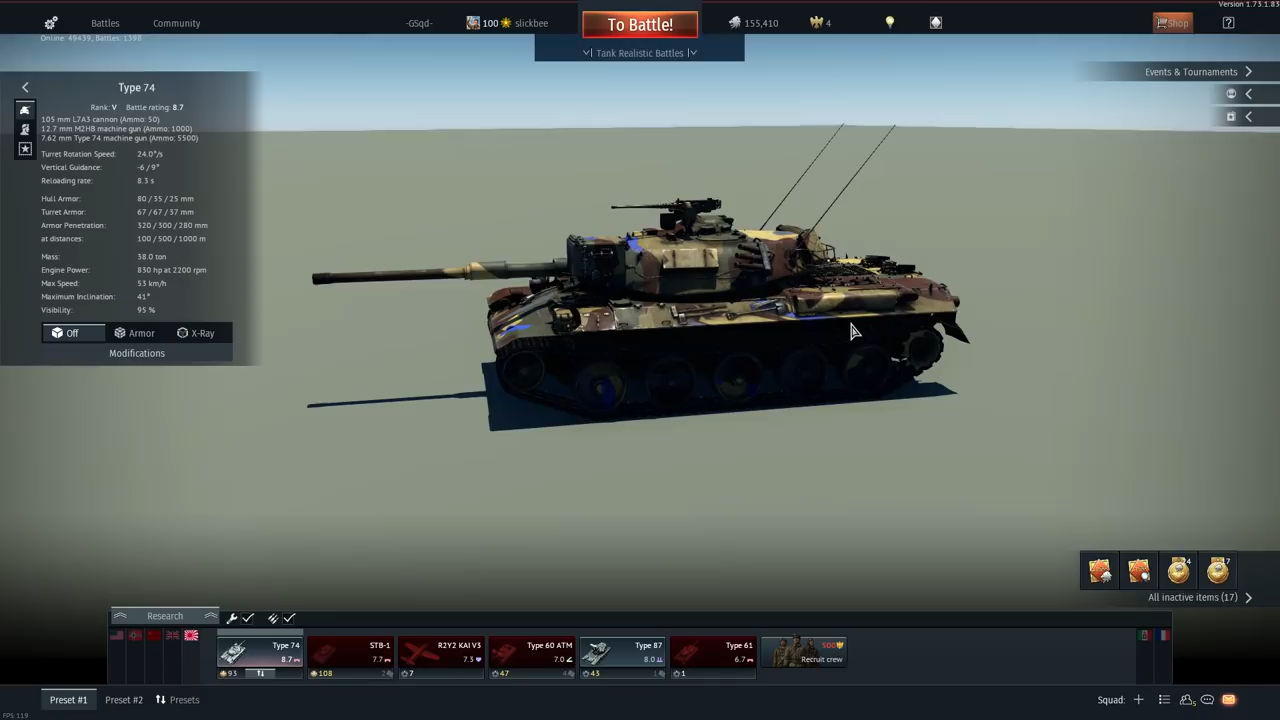 Version 1.73.1.83
Battles
Community
-GSqd-
100
slickbee
To Battle!
155,410
4
Shop
Online: 49439, Battles: 1398
Tank Realistic Battles
Events & Tournaments
Type 74
Rank: V Battle rating: 8.7
105 mm L7A3 cannon (Ammo: 50)
12.7 mm M2HB machine gun (Ammo: 1000)
7.62 mm Type 74 machine gun (Ammo: 5500)
Turret Rotation Speed: 24.0°/s
Vertical Guidance: -6 / 9°
Reloading rate: 8.3 s
Hull Armor: 80 / 35 / 25 mm
Turret Armor: 67 / 67 / 37 mm
Armor Penetration: 320 / 300 / 280 mm
at distances: 100 / 500 / 1000 m
Mass: 38.0 ton
Engine Power: 830 hp at 2200 rpm
Max Speed: 53 km/h
Maximum Inclination: 41°
Visibility: 95 %
Off Armor X-Ray
Modifications
All inactive items (17)
Research
Type 74
8.7
93
STB-1
7.7
108
R2Y2 KAI V3
7.3
7
Type 60 ATM
7.0
47
Type 87
8.0
43
Type 61
6.7
1
500
Recruit crew
Preset #1 Preset #2 Presets
Squad: +
5
FPS: 119